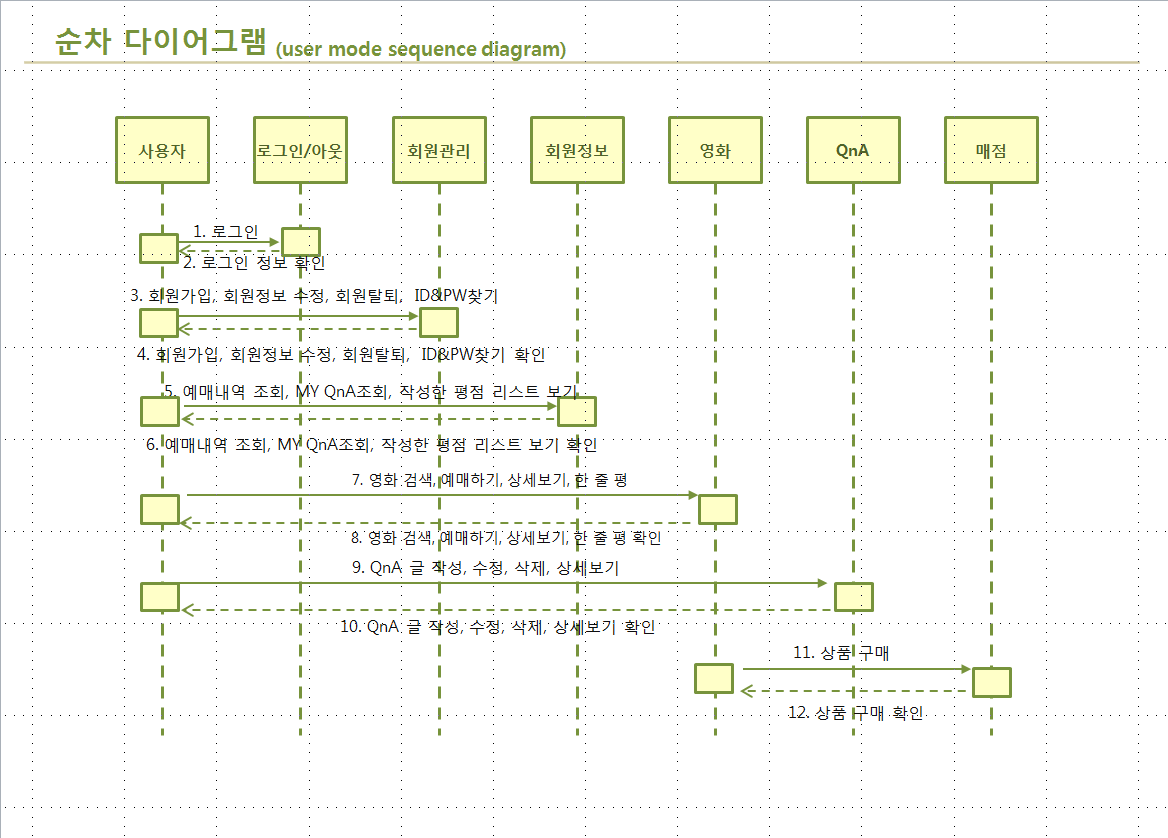 순차 다이어그램 (user mode sequence diagram)
사용자 로그인/아웃 회원관리 회원정보 영화 QnA 매점
1. 로그인
2. 로그인 정보 확인
3. 회원가입, 회원정보 수정, 회원탈퇴, ID&PW찾기
4. 회원가입, 회원정보 수정, 회원탈퇴, ID&PW찾기 확인
5. 예매내역 조회, MY QnA조회, 작성한 평점 리스트 보기
6. 예매내역 조회, MY QnA조회, 작성한 평점 리스트 보기 확인
7. 영화 검색, 예매하기, 상세보기, 한 줄 평
8. 영화 검색, 예매하기, 상세보기, 한 줄 평 확인
9. QnA 글 작성, 수정, 삭제, 상세보기
10. QnA 글 작성, 수정, 삭제, 상세보기 확인
11. 상품 구매
12. 상품 구매 확인